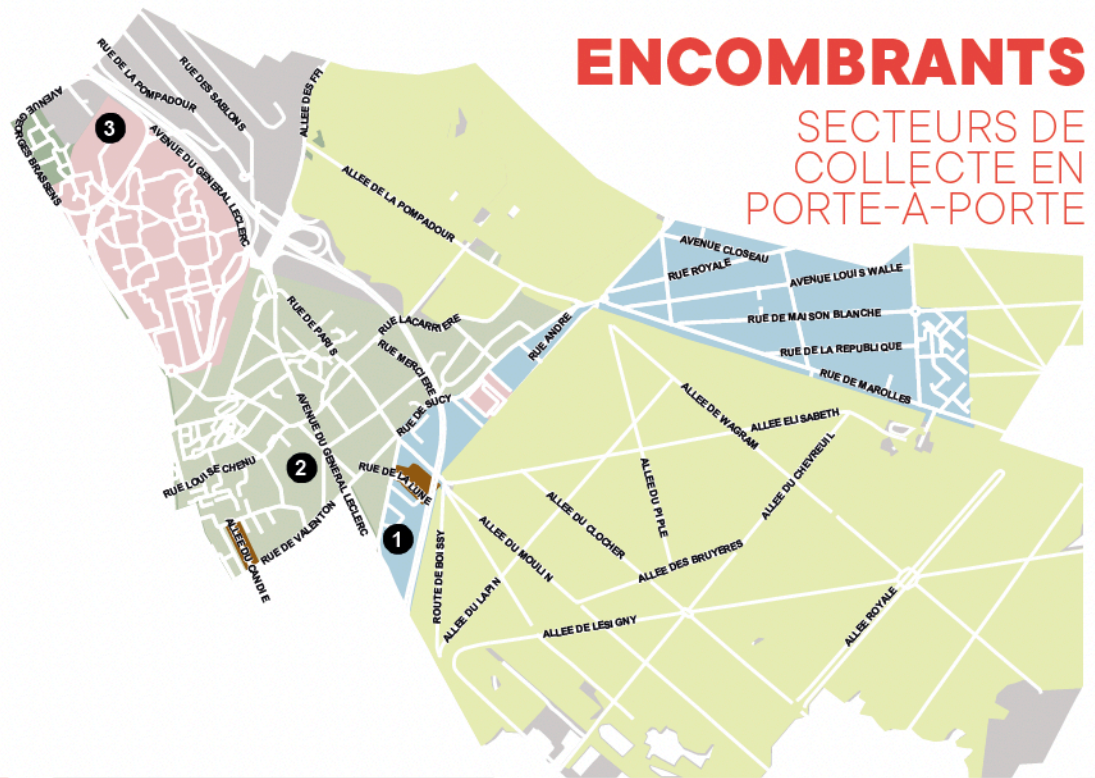 ENCOMBRANTS
SECTEURS DE
COLLECTE EN
PORTE-À-PORTE
RUE DE LA POMPADOUR
RUE DES SABLONS
ALLEE DES FFI
AVENUE GEORGES BRASSENS
3
AVENUE DU GENERAL LECLERC
ALLEE DE LA POMPADOUR
AVENUE CLOSEAU
RUE ROYALE
AVENUE LOUIS WALLE
RUE DE MAISON BLANCHE
RUE DE LA REPUBLIQUE
RUE DE MAROLLES
RUE DE PARIS
RUE LACARRIERE
RUE ANDRE
RUE MERCIERE
RUE DE SUCY
AVENUE DU GENERAL LECLERC
ALLEE DE WAGRAM
ALLEE ELISABETH
ALLEE DU CHEVREUIL
ALLEE DU PIPLE
RUE LOUISE CHENU
2
RUE DE LA LUNE
RUE DE VALENTON
ALLEE DU CANDIE
1
ALLEE DU CLOCHER
ALLEE DU MOULIN
ALLEE DES BRUYERES
ROUTE DE BOISSY
ALLEE DU LAPIN
ALLEE DE LESIGNY
ALLEE ROYALE